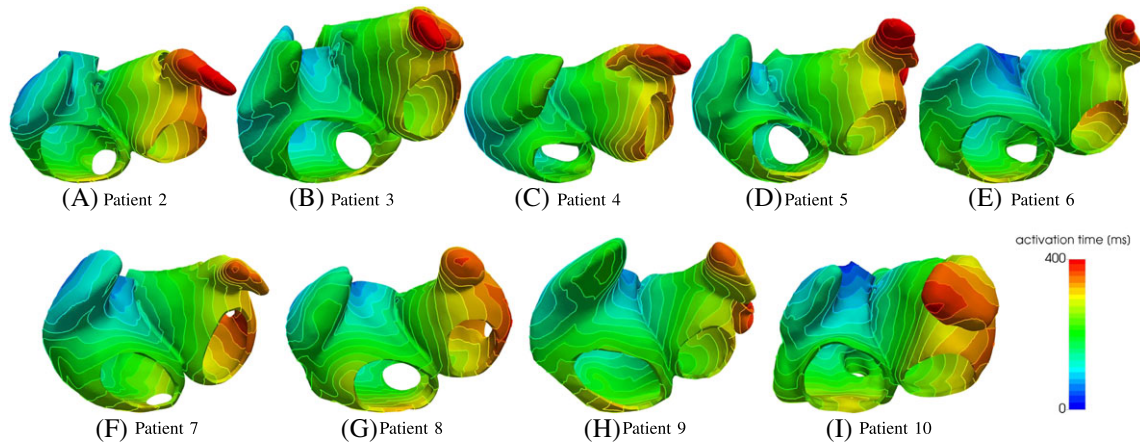 (A) Patient 2
(B) Patient 3
(C) Patient 4
(D) Patient 5
(E) Patient 6
activation time [ms]
400
0
(F) Patient 7
(G) Patient 8
(H) Patient 9
(I) Patient 10